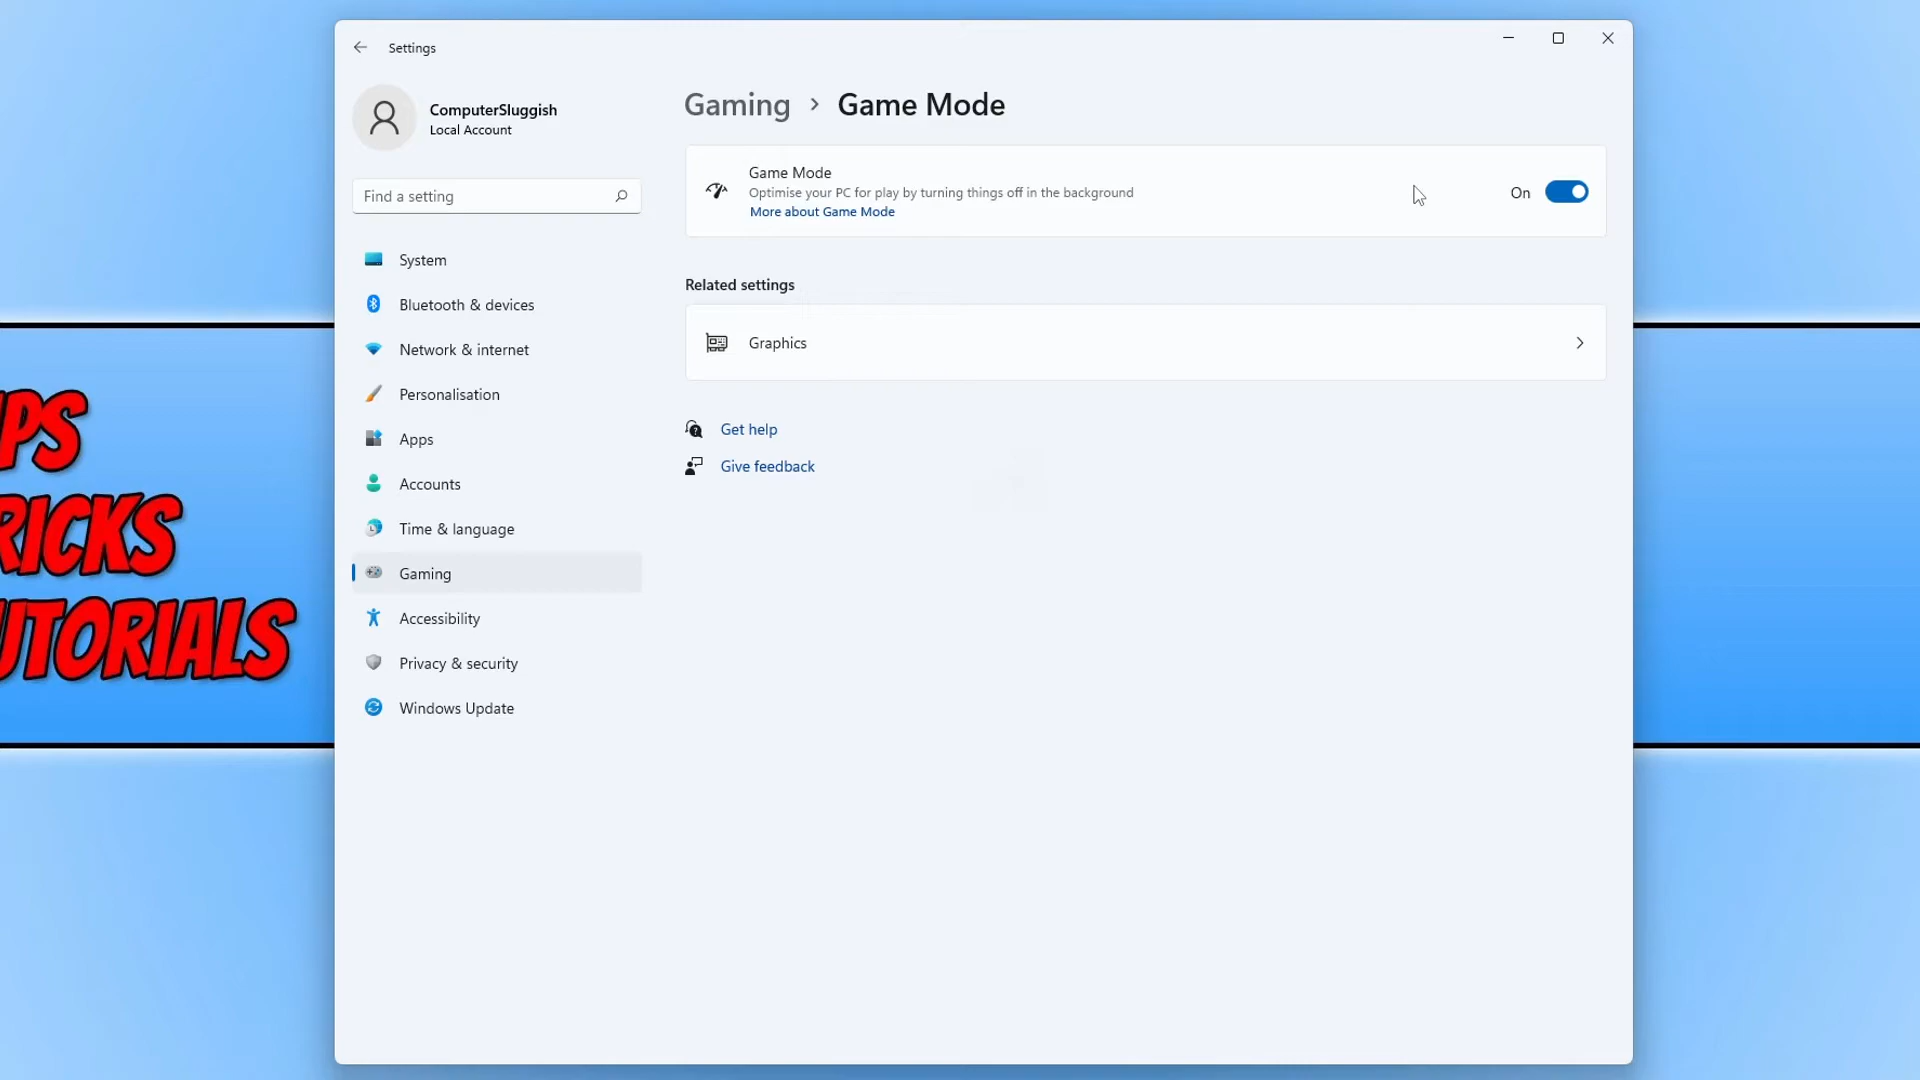 Settings
ComputerSluggish
Local Account
Find a setting
System
Bluetooth & devices
Network & internet
Personalisation
Apps
Accounts
Time & language
Gaming
Accessibility
Privacy & security
Windows Update
Gaming > Game Mode
Game Mode
Optimise your PC for play by turning things off in the background
More about Game Mode
On
Related settings
Graphics
Get help
Give feedback
IPS
RICKS
UTORIALS